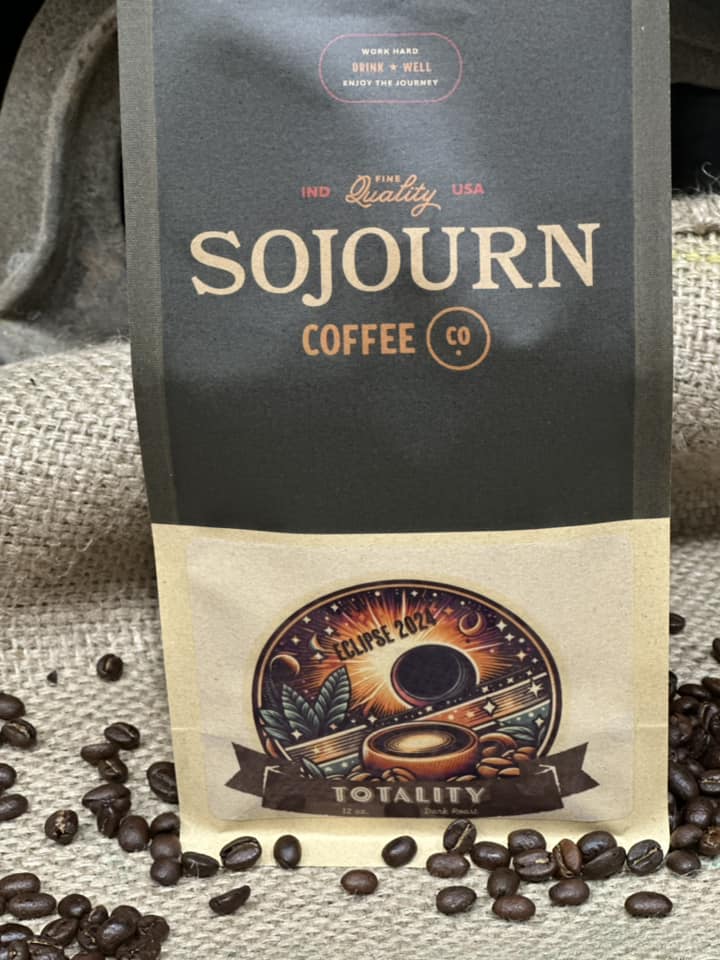 WORK HARD
DRINK ★ WELL
ENJOY THE JOURNEY
IND FINE Quality USA
SOJOURN
COFFEE CO
ECLIPSE 2024
TOTALITY
12 oz. Dark Roast